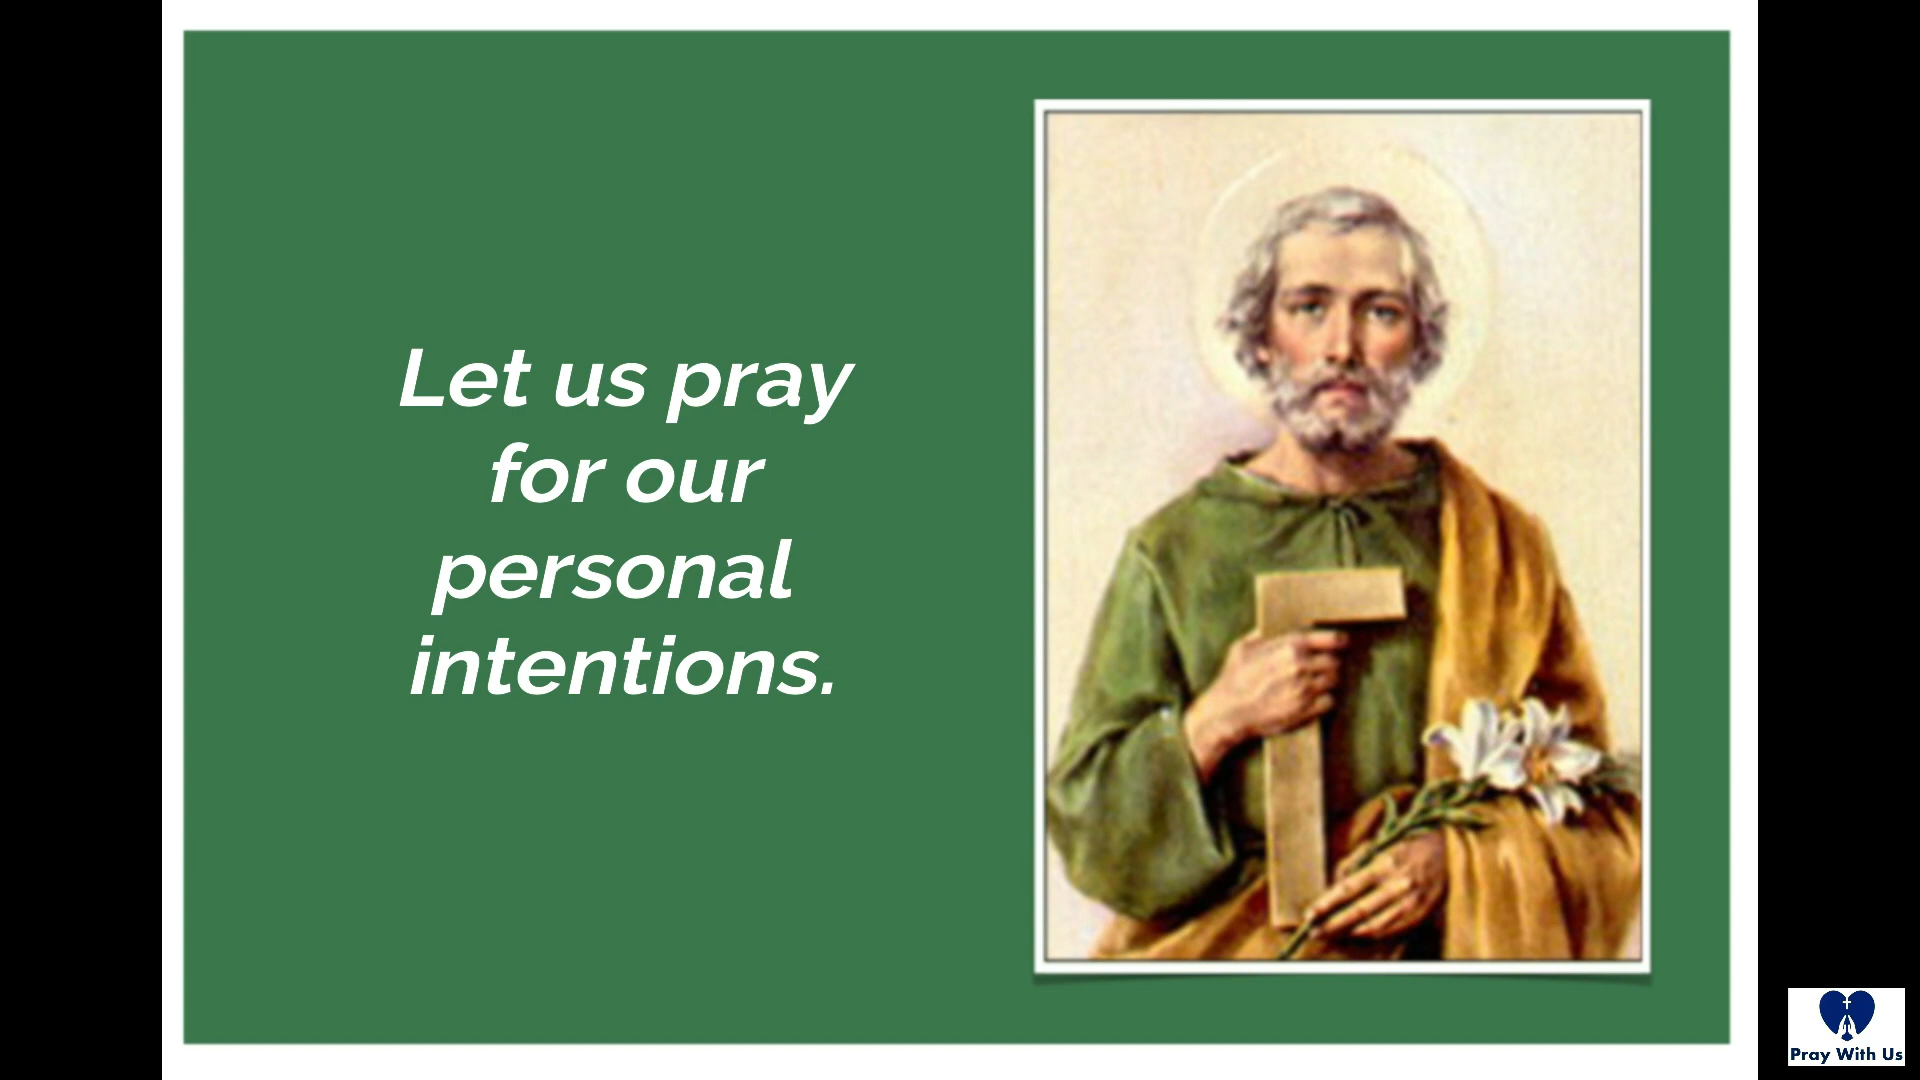 Let us pray
for our
personal
intentions.
Pray With Us